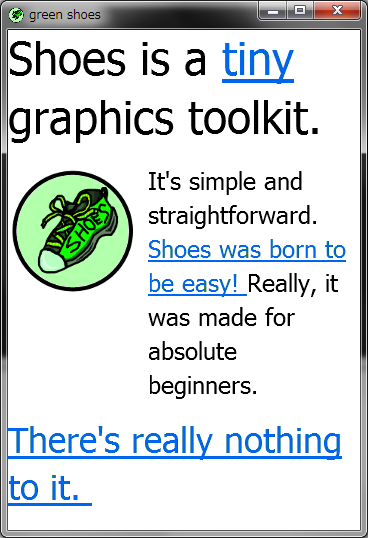 green shoes
Shoes is a tiny
graphics toolkit.
SHOES
It's simple and
straightforward.
Shoes was born to
be easy! Really, it
was made for
absolute
beginners.
There's really nothing
to it.